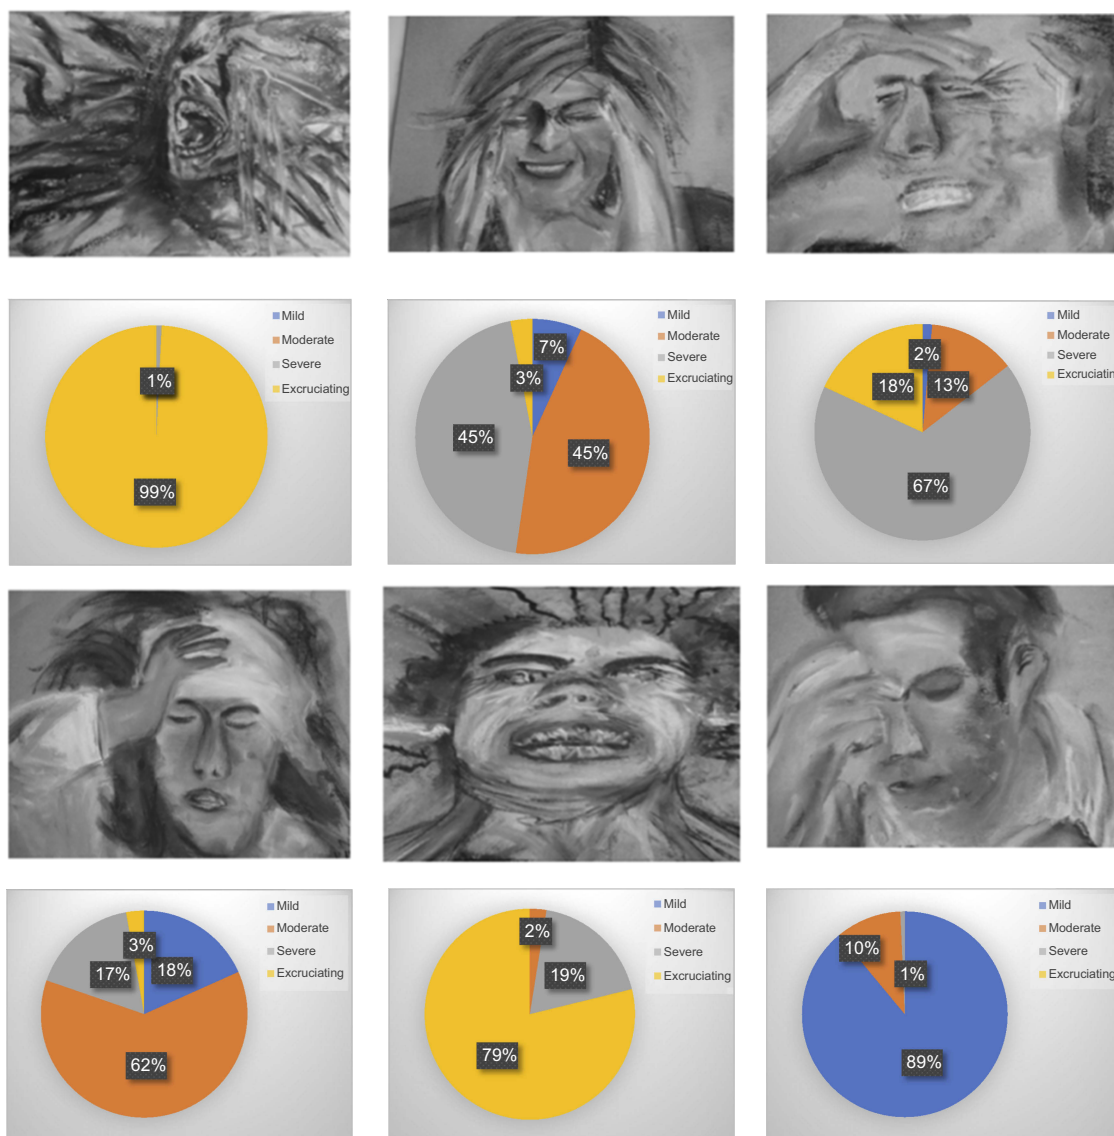 Mild
Moderate
Severe
Excruciating
1%
99%
Mild
Moderate
Severe
Excruciating
7%
3%
45%
45%
Mild
Moderate
Severe
Excruciating
2%
18%
13%
67%
Mild
Moderate
Severe
Excruciating
3%
17%
18%
62%
Mild
Moderate
Severe
Excruciating
2%
19%
79%
Mild
Moderate
Severe
Excruciating
10%
1%
89%